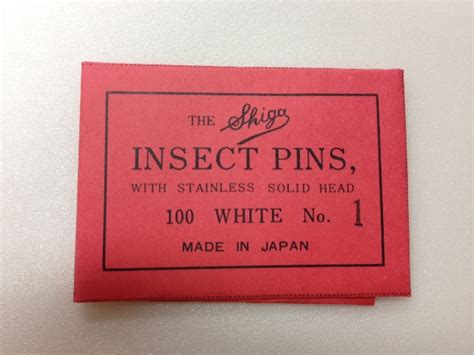 THE Shiga
INSECT PINS,
WITH STAINLESS SOLID HEAD
100 WHITE No. 1
MADE IN JAPAN